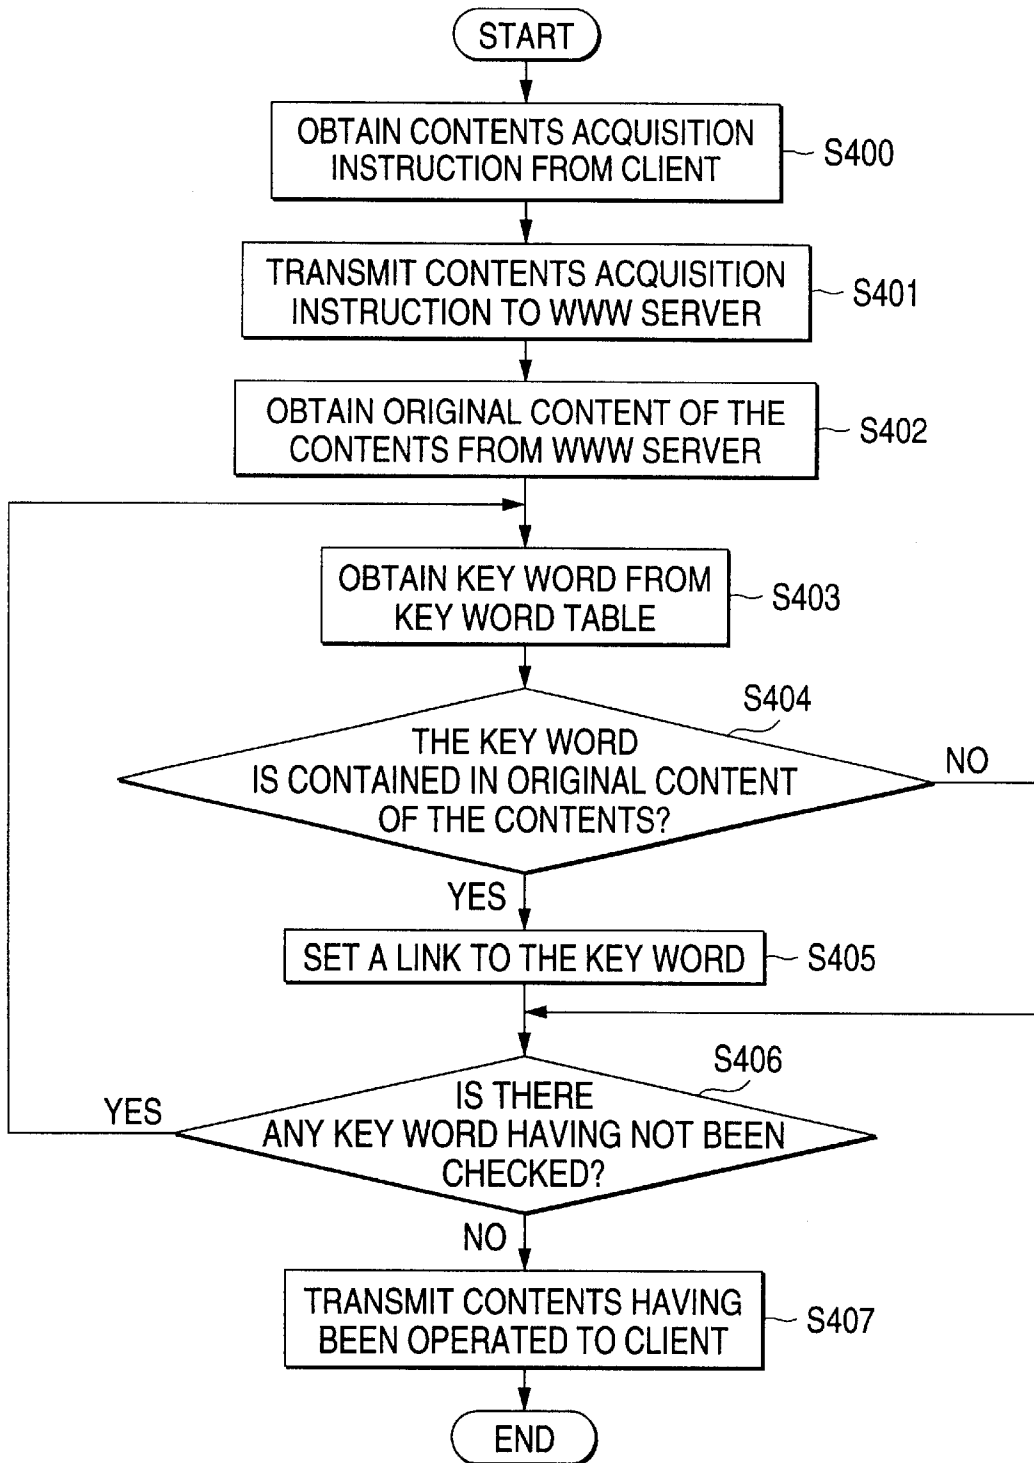 START
OBTAIN CONTENTS ACQUISITION
INSTRUCTION FROM CLIENT
S400
TRANSMIT CONTENTS ACQUISITION
INSTRUCTION TO WWW SERVER
S401
OBTAIN ORIGINAL CONTENT OF THE
CONTENTS FROM WWW SERVER
S402
OBTAIN KEY WORD FROM
KEY WORD TABLE
S403
S404
THE KEY WORD
IS CONTAINED IN ORIGINAL CONTENT
OF THE CONTENTS?
NO
YES
SET A LINK TO THE KEY WORD
S405
S406
IS THERE
ANY KEY WORD HAVING NOT BEEN
CHECKED?
YES
NO
TRANSMIT CONTENTS HAVING
BEEN OPERATED TO CLIENT
S407
END